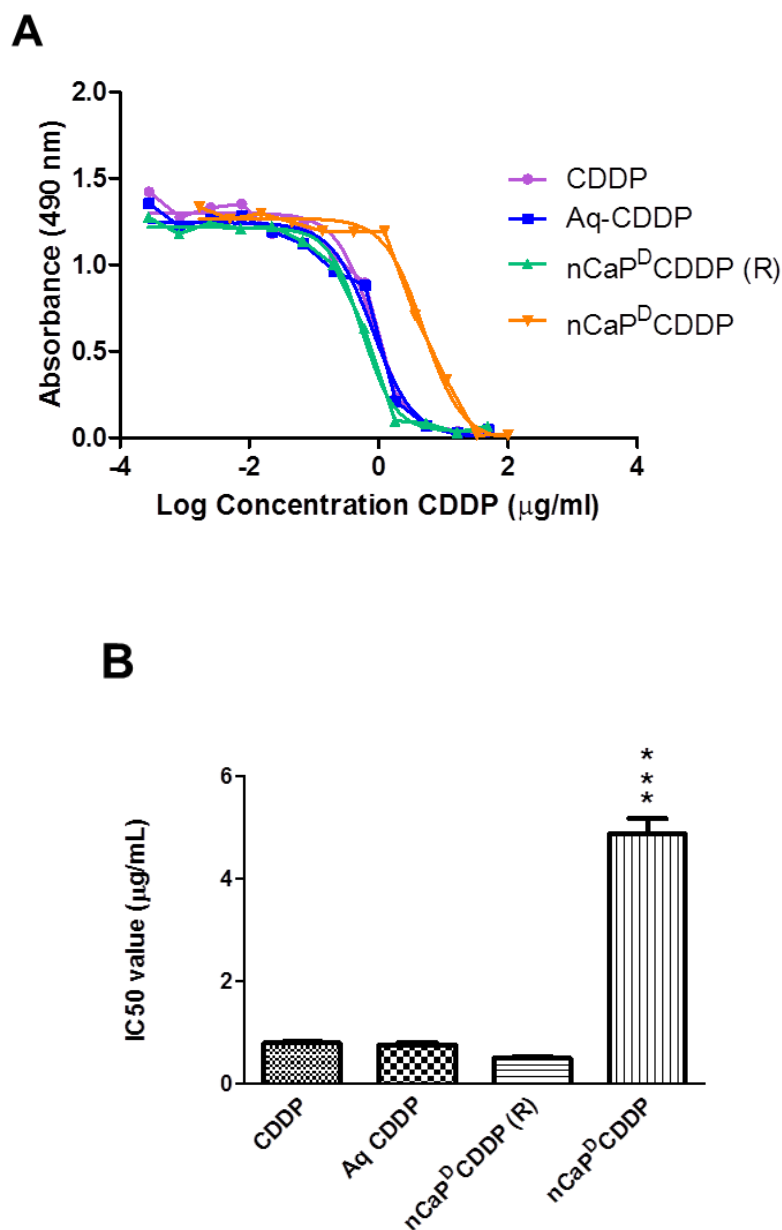 A
2.0
1.5
1.0
0.5
0.0
Absorbance (490 nm)
-4 -2 0 2 4
Log Concentration CDDP (μg/ml)
CDDP
Aq-CDDP
nCaPᴰCDDP (R)
nCaPᴰCDDP
B
6
4
2
0
IC50 value (μg/mL)
***
CDDP
Aq CDDP
nCaPᴰCDDP (R)
nCaPᴰCDDP